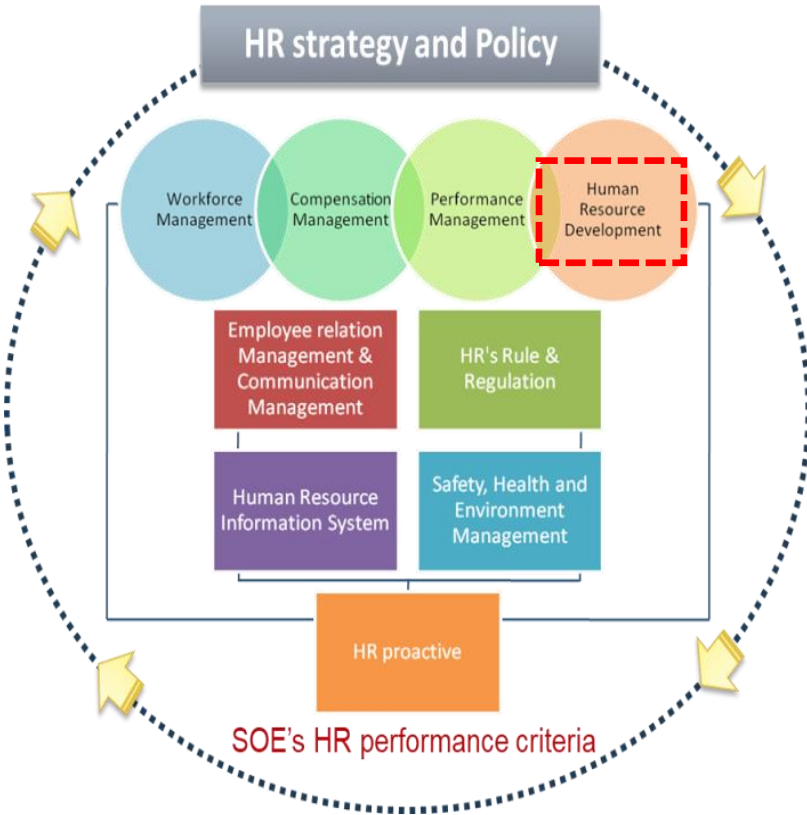 HR strategy and Policy
Workforce
Management
Compensation
Management
Performance
Management
Human
Resource
Development
Employee relation
Management &
Communication
Management
HR's Rule &
Regulation
Human Resource
Information System
Safety, Health and
Environment
Management
HR proactive
SOE's HR performance criteria